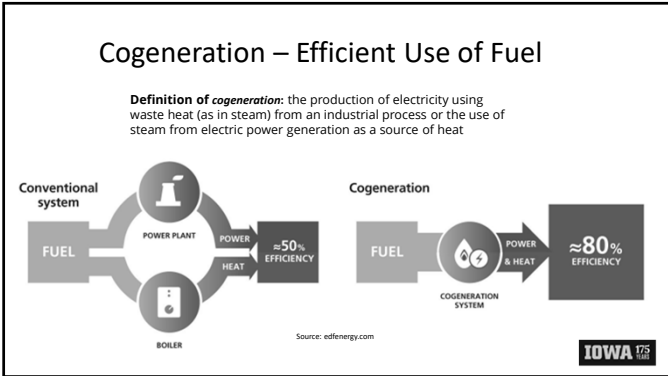 Cogeneration – Efficient Use of Fuel
Definition of cogeneration: the production of electricity using
waste heat (as in steam) from an industrial process or the use of
steam from electric power generation as a source of heat
Conventional
system
FUEL
POWER PLANT
POWER
HEAT
≈50%
EFFICIENCY
BOILER
Cogeneration
FUEL
POWER
& HEAT
COGENERATION
SYSTEM
≈80%
EFFICIENCY
Source: edfenergy.com
IOWA 175
YEARS